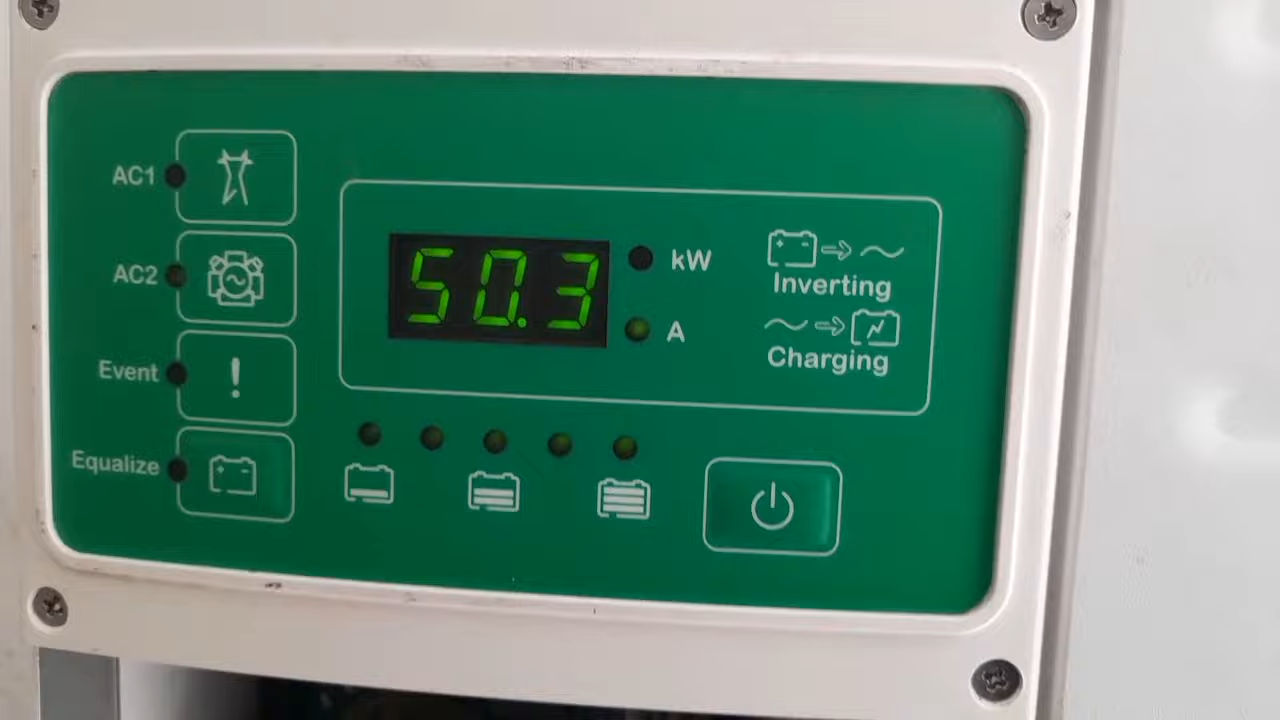 AC1
AC2
Event
Equalize
50.3
kW
A
Inverting
Charging